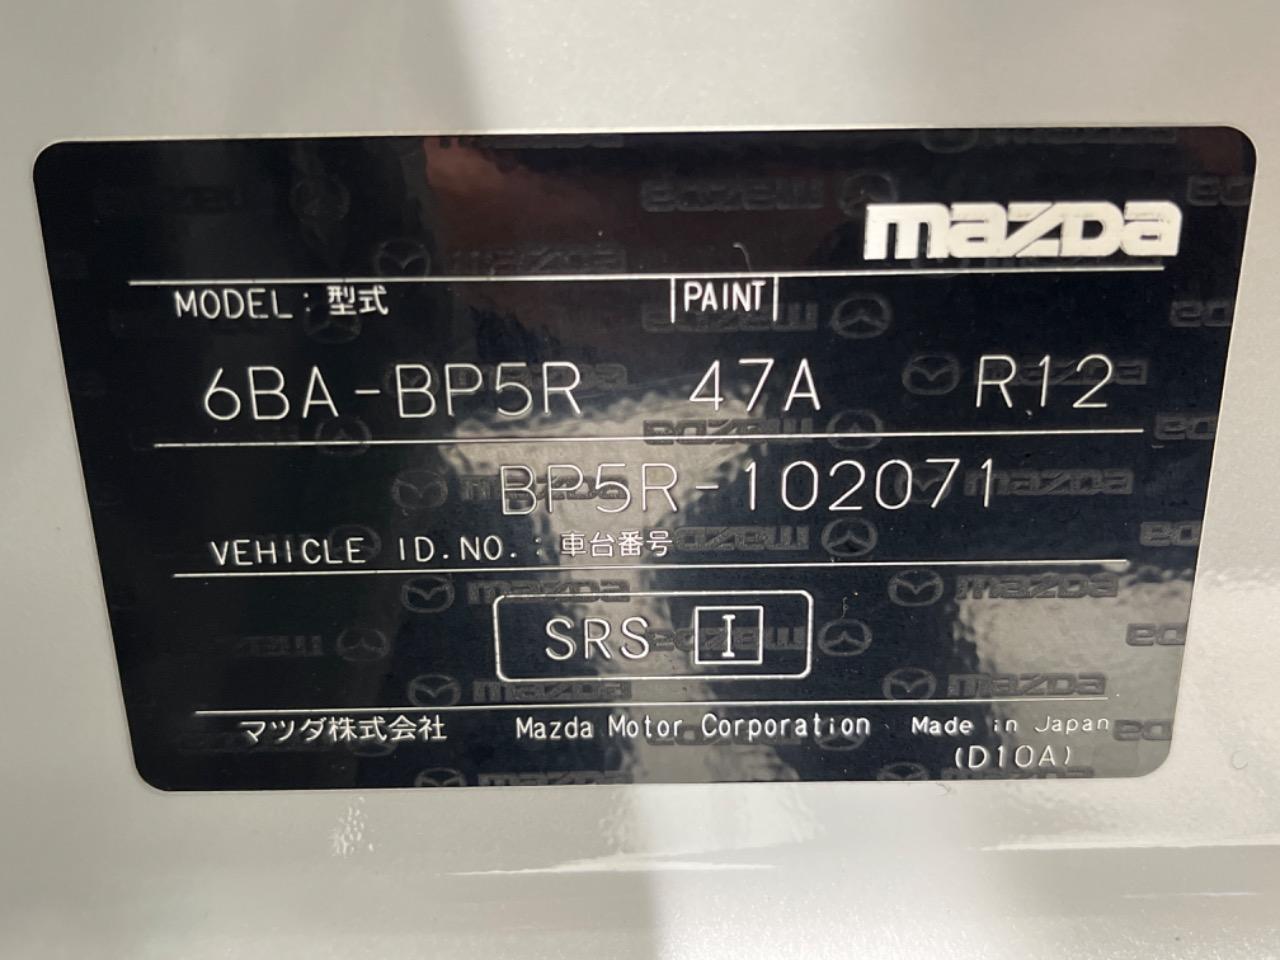 mazda
MODEL : 型式 PAINT
6BA-BP5R 47A R12
BP5R-102071
VEHICLE ID.NO. : 車台番号
SRS I
マツダ株式会社 Mazda Motor Corporation Made in Japan
(D10A)